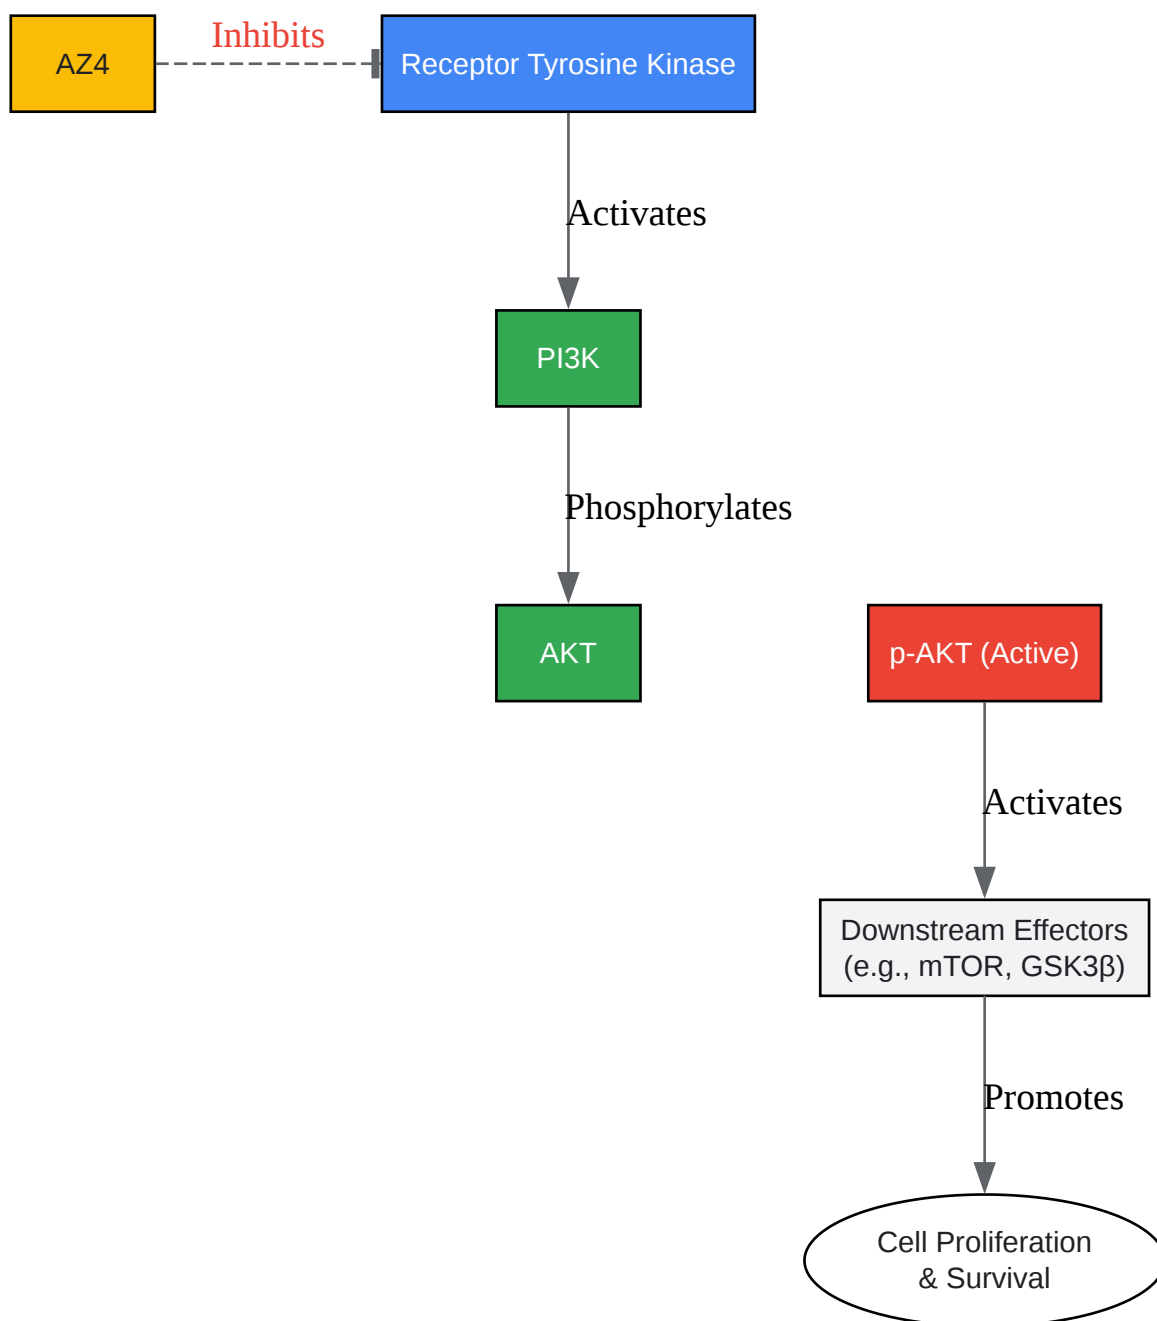 AZ4
Inhibits
Receptor Tyrosine Kinase
Activates
PI3K
Phosphorylates
AKT
p-AKT (Active)
Activates
Downstream Effectors
(e.g., mTOR, GSK3β)
Promotes
Cell Proliferation
& Survival